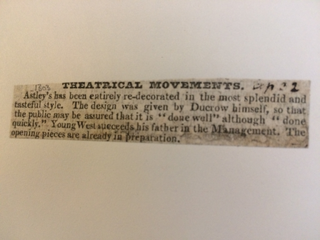 THEATRICAL MOVEMENTS. Sep 22
Astley's has been entirely re-decorated in the most splendid and
tasteful style. The design was given by Ducrow himself, so that
the public may be assured that it is "done well" although "done
quickly." Young West succeeds his father in the Management. The
opening pieces are already in preparation.